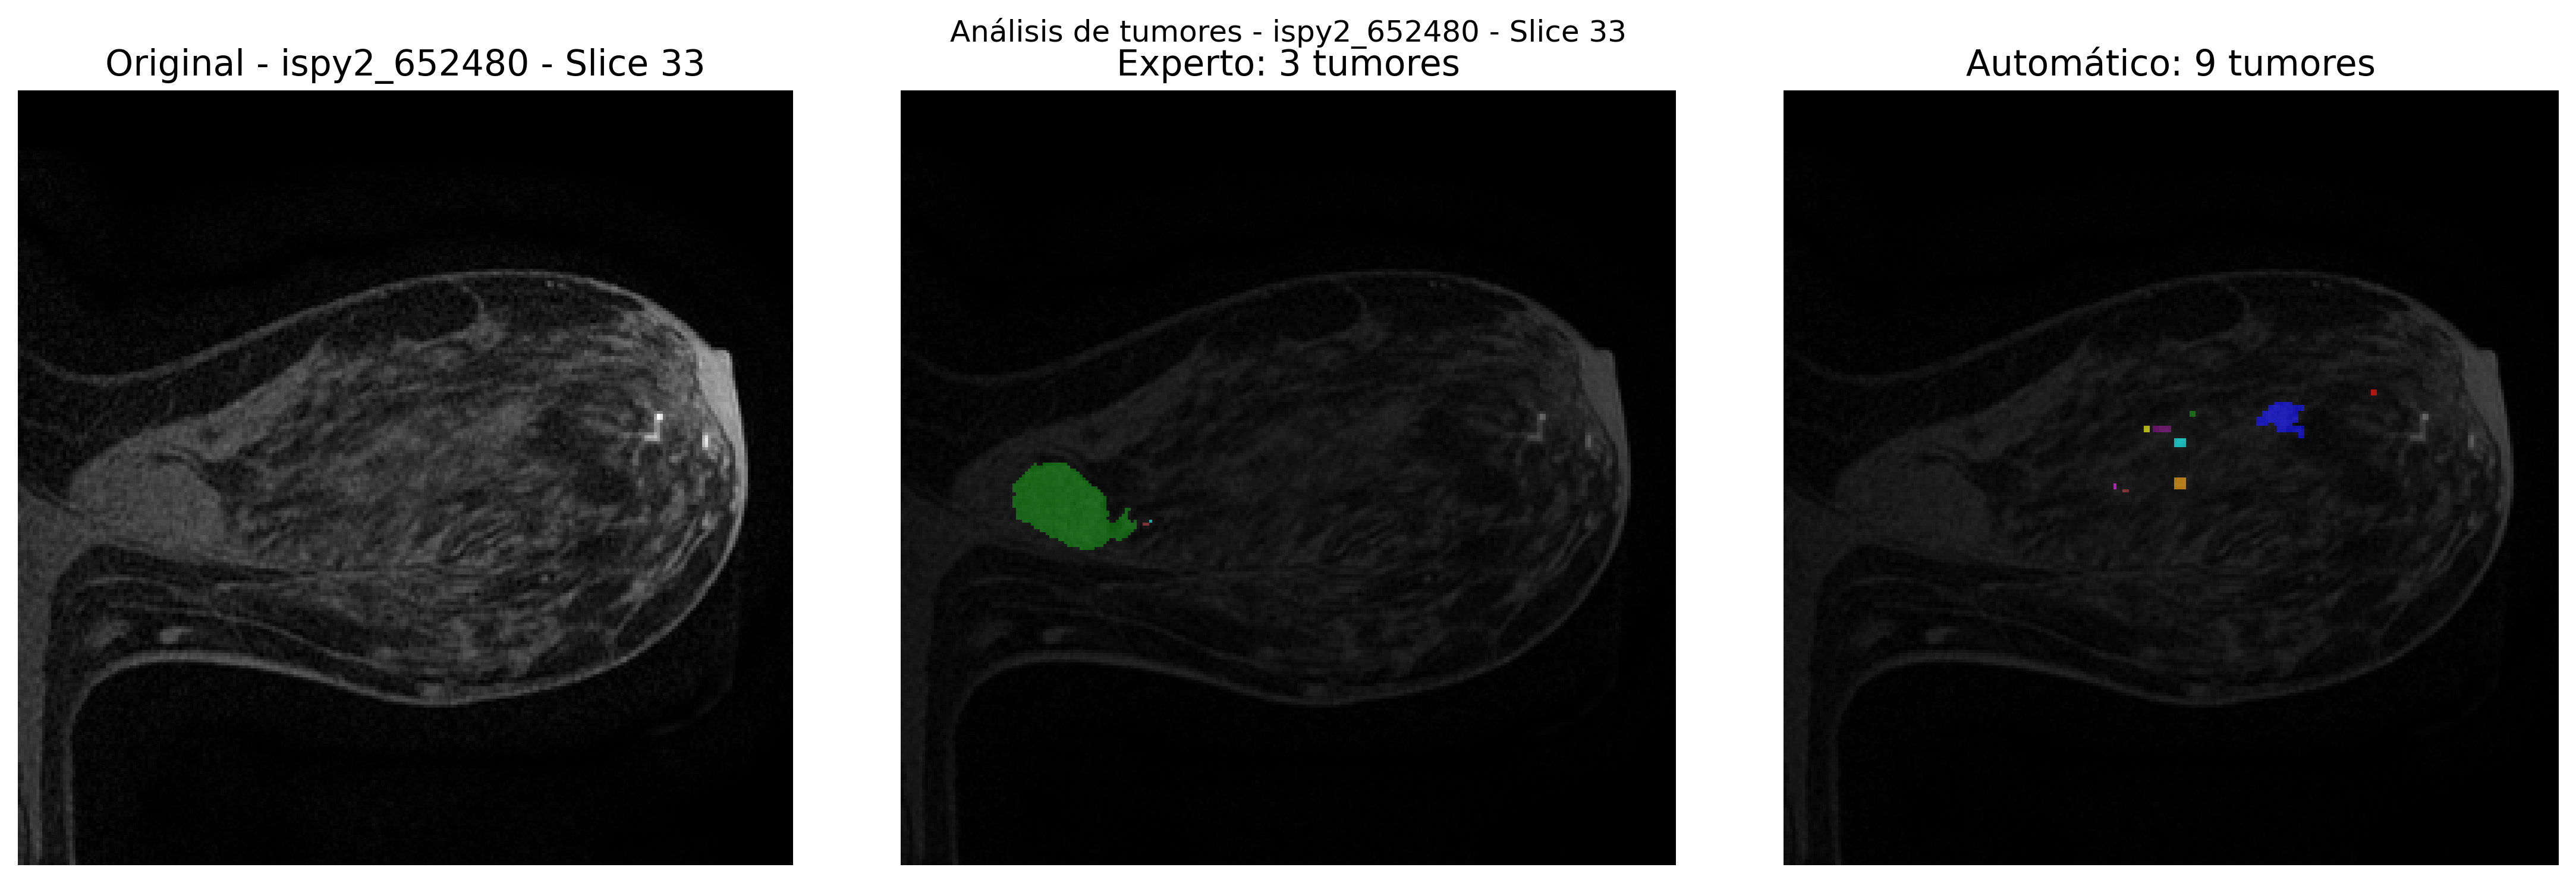 Análisis de tumores - ispy2_652480 - Slice 33
Original - ispy2_652480 - Slice 33
Experto: 3 tumores
Automático: 9 tumores